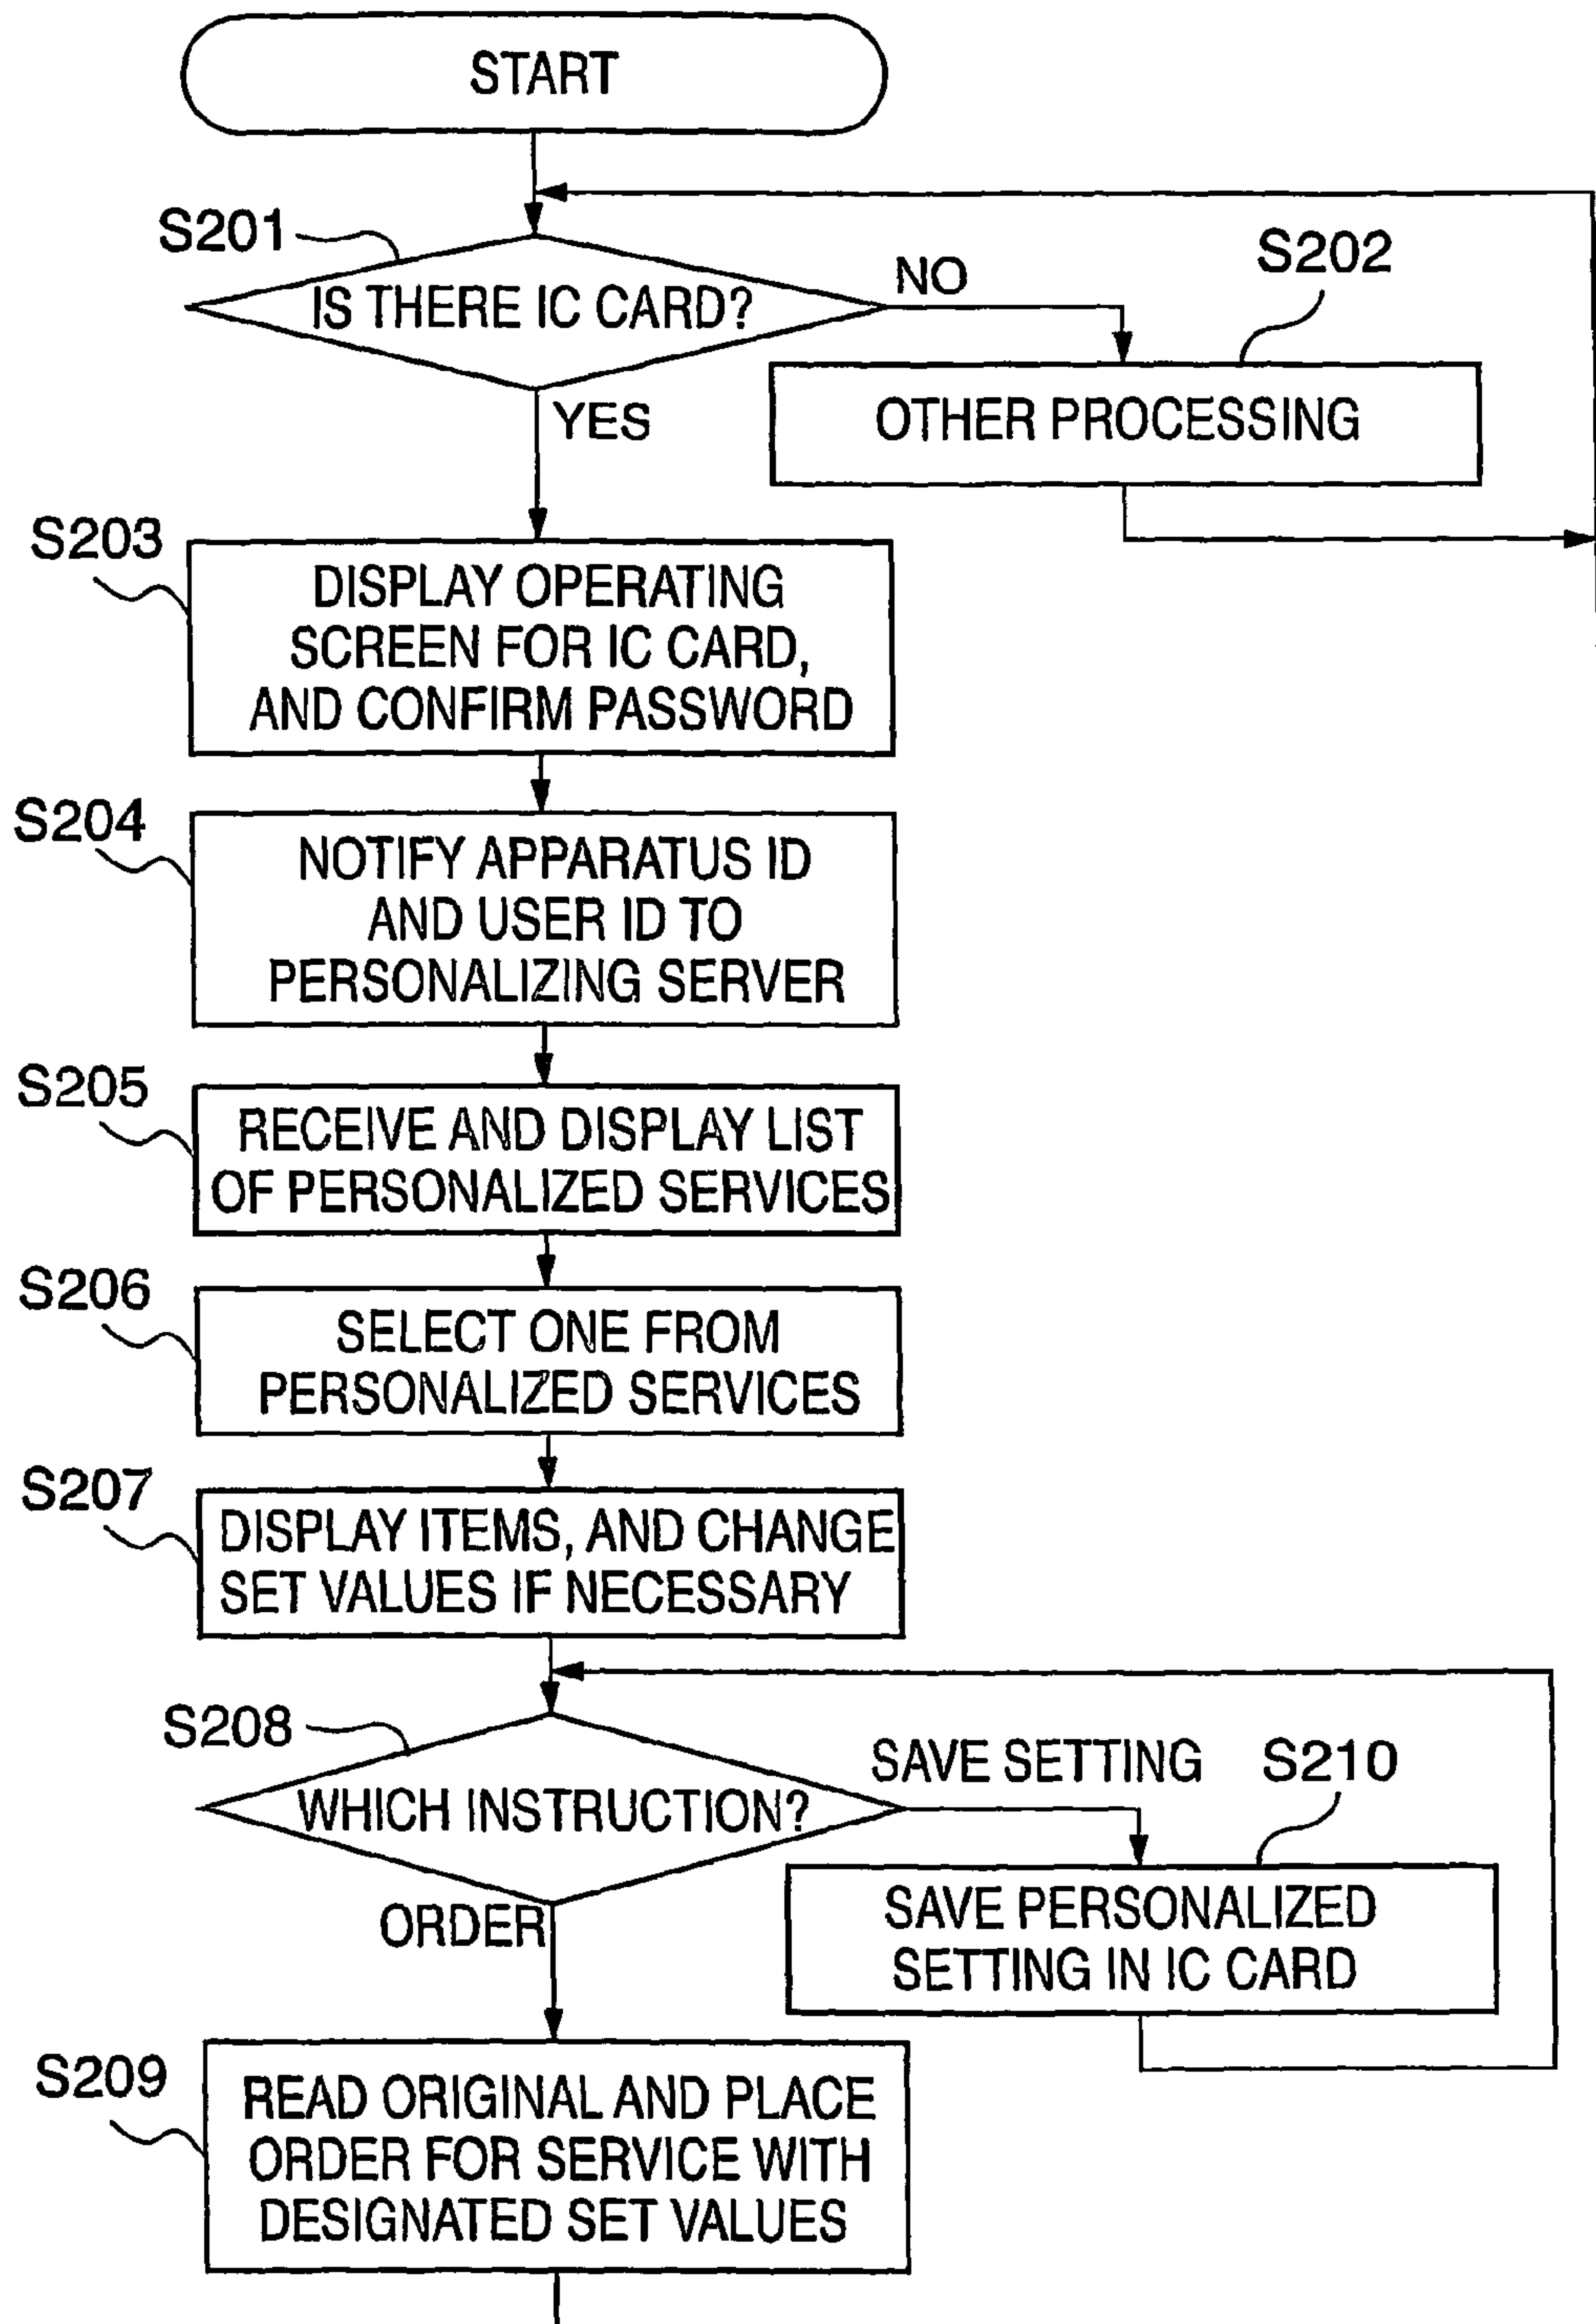 START
S201
IS THERE IC CARD?
NO
S202
YES
OTHER PROCESSING
S203
DISPLAY OPERATING
SCREEN FOR IC CARD,
AND CONFIRM PASSWORD
S204
NOTIFY APPARATUS ID
AND USER ID TO
PERSONALIZING SERVER
S205
RECEIVE AND DISPLAY LIST
OF PERSONALIZED SERVICES
S206
SELECT ONE FROM
PERSONALIZED SERVICES
S207
DISPLAY ITEMS, AND CHANGE
SET VALUES IF NECESSARY
S208
WHICH INSTRUCTION?
SAVE SETTING
S210
ORDER
SAVE PERSONALIZED
SETTING IN IC CARD
S209
READ ORIGINAL AND PLACE
ORDER FOR SERVICE WITH
DESIGNATED SET VALUES